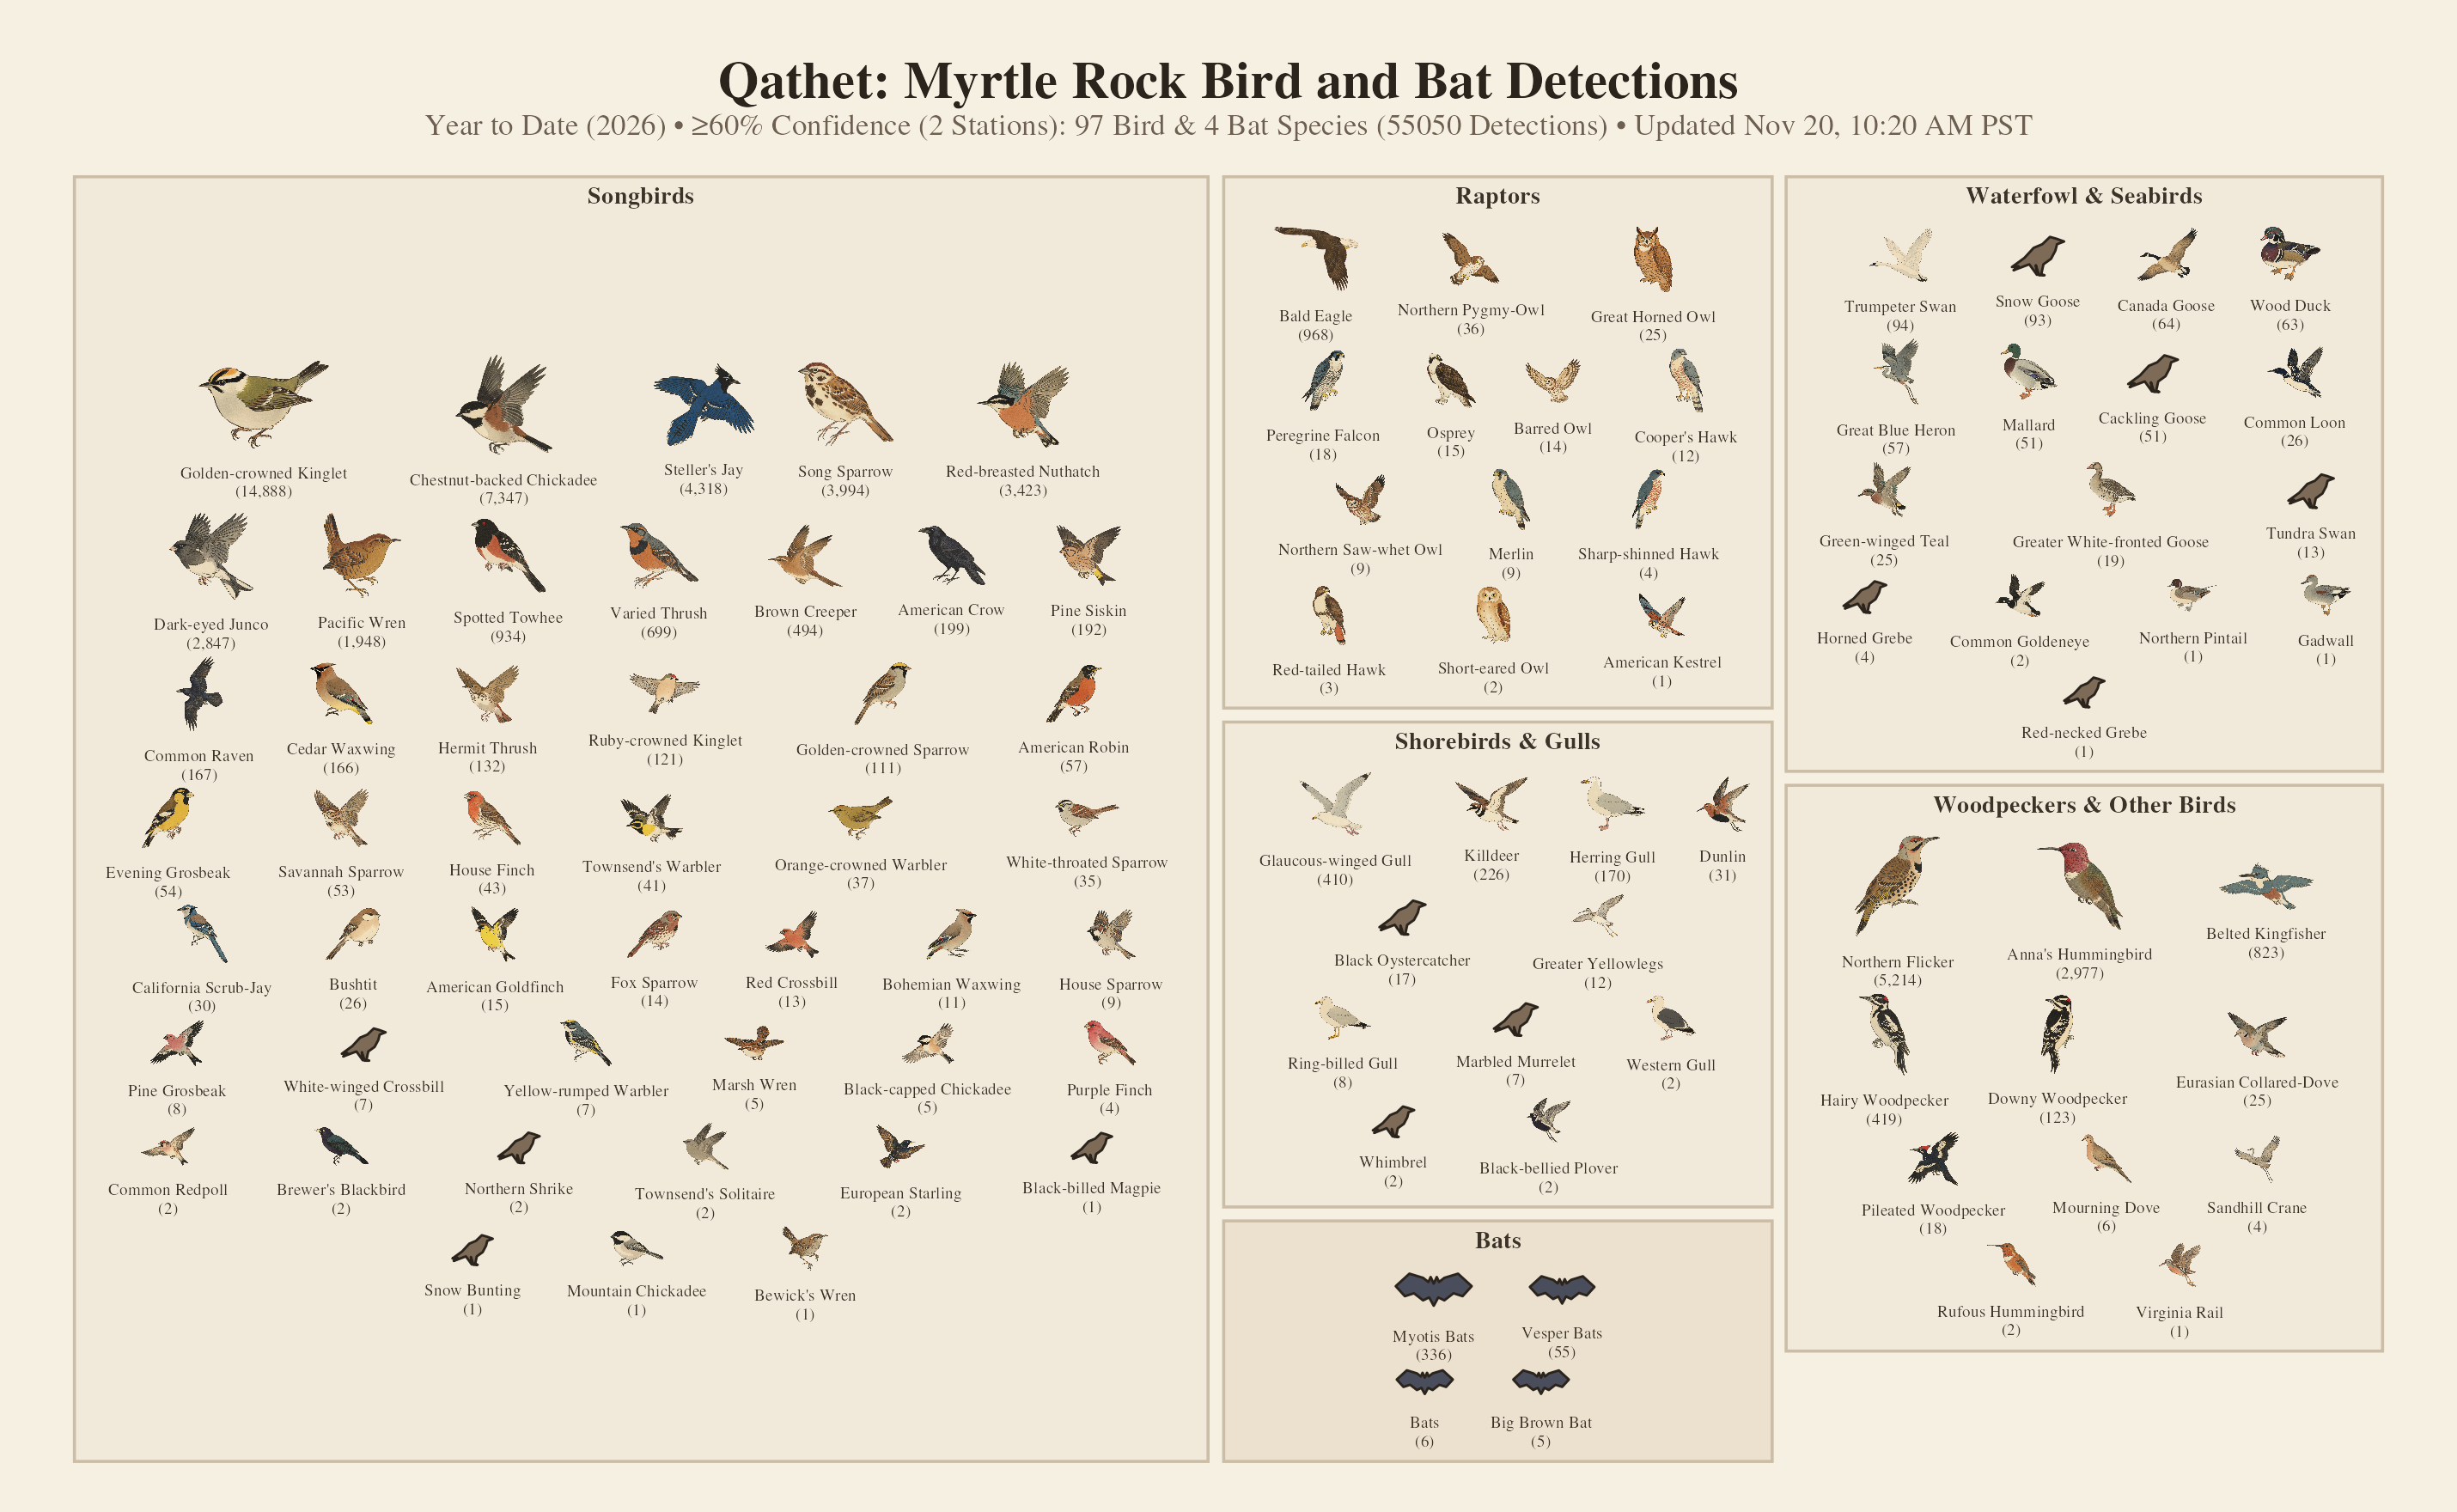 Qathet: Myrtle Rock Bird and Bat Detections
Year to Date (2026) • ≥60% Confidence (2 Stations): 97 Bird & 4 Bat Species (55050 Detections) • Updated Nov 20, 10:20 AM PST
Songbirds
Golden-crowned Kinglet
(14,888)
Chestnut-backed Chickadee
(7,347)
Steller's Jay
(4,318)
Song Sparrow
(3,994)
Red-breasted Nuthatch
(3,423)
Dark-eyed Junco
(2,847)
Pacific Wren
(1,948)
Spotted Towhee
(934)
Varied Thrush
(699)
Brown Creeper
(494)
American Crow
(199)
Pine Siskin
(192)
Common Raven
(167)
Cedar Waxwing
(166)
Hermit Thrush
(132)
Ruby-crowned Kinglet
(121)
Golden-crowned Sparrow
(111)
American Robin
(57)
Evening Grosbeak
(54)
Savannah Sparrow
(53)
House Finch
(43)
Townsend's Warbler
(41)
Orange-crowned Warbler
(37)
White-throated Sparrow
(35)
California Scrub-Jay
(30)
Bushtit
(26)
American Goldfinch
(15)
Fox Sparrow
(14)
Red Crossbill
(13)
Bohemian Waxwing
(11)
House Sparrow
(9)
Pine Grosbeak
(8)
White-winged Crossbill
(7)
Yellow-rumped Warbler
(7)
Marsh Wren
(5)
Black-capped Chickadee
(5)
Purple Finch
(4)
Common Redpoll
(2)
Brewer's Blackbird
(2)
Northern Shrike
(2)
Townsend's Solitaire
(2)
European Starling
(2)
Black-billed Magpie
(1)
Snow Bunting
(1)
Mountain Chickadee
(1)
Bewick's Wren
(1)
Raptors
Bald Eagle
(968)
Northern Pygmy-Owl
(36)
Great Horned Owl
(25)
Peregrine Falcon
(18)
Osprey
(15)
Barred Owl
(14)
Cooper's Hawk
(12)
Northern Saw-whet Owl
(9)
Merlin
(9)
Sharp-shinned Hawk
(4)
Red-tailed Hawk
(3)
Short-eared Owl
(2)
American Kestrel
(1)
Shorebirds & Gulls
Glaucous-winged Gull
(410)
Killdeer
(226)
Herring Gull
(170)
Dunlin
(31)
Black Oystercatcher
(17)
Greater Yellowlegs
(12)
Ring-billed Gull
(8)
Marbled Murrelet
(7)
Western Gull
(2)
Whimbrel
(2)
Black-bellied Plover
(2)
Bats
Myotis Bats
(336)
Vesper Bats
(55)
Bats
(6)
Big Brown Bat
(5)
Waterfowl & Seabirds
Trumpeter Swan
(94)
Snow Goose
(93)
Canada Goose
(64)
Wood Duck
(63)
Great Blue Heron
(57)
Mallard
(51)
Cackling Goose
(51)
Common Loon
(26)
Green-winged Teal
(25)
Greater White-fronted Goose
(19)
Tundra Swan
(13)
Horned Grebe
(4)
Common Goldeneye
(2)
Northern Pintail
(1)
Gadwall
(1)
Red-necked Grebe
(1)
Woodpeckers & Other Birds
Northern Flicker
(5,214)
Anna's Hummingbird
(2,977)
Belted Kingfisher
(823)
Hairy Woodpecker
(419)
Downy Woodpecker
(123)
Eurasian Collared-Dove
(25)
Pileated Woodpecker
(18)
Mourning Dove
(6)
Sandhill Crane
(4)
Rufous Hummingbird
(2)
Virginia Rail
(1)